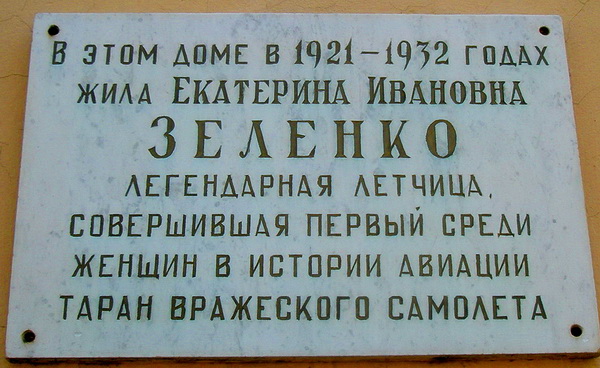 В ЭТОМ ДОМЕ В 1921–1932 ГОДАХ
ЖИЛА ЕКАТЕРИНА ИВАНОВНА
ЗЕЛЕНКО
ЛЕГЕНДАРНАЯ ЛЕТЧИЦА,
СОВЕРШИВШАЯ ПЕРВЫЙ СРЕДИ
ЖЕНЩИН В ИСТОРИИ АВИАЦИИ
ТАРАН ВРАЖЕСКОГО САМОЛЕТА